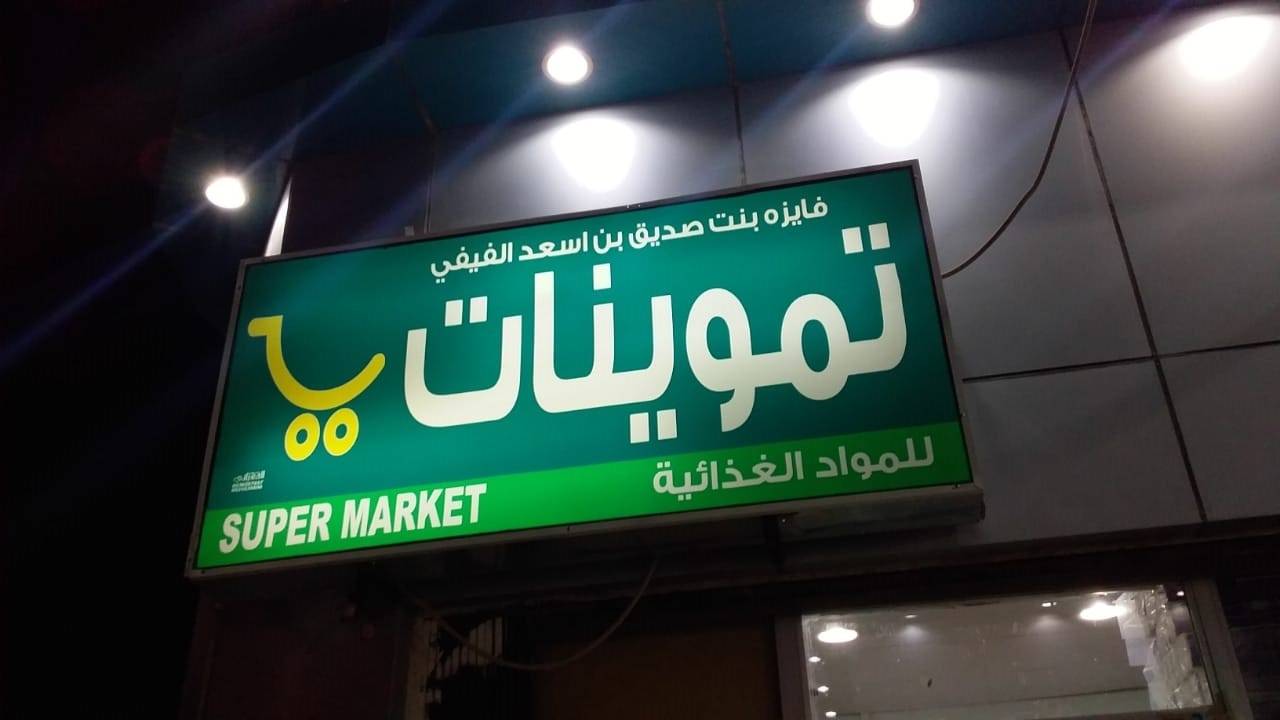 فايزه بنت صديق بن اسعد الفيفي
تموينات
للمواد الغذائية
SUPER MARKET